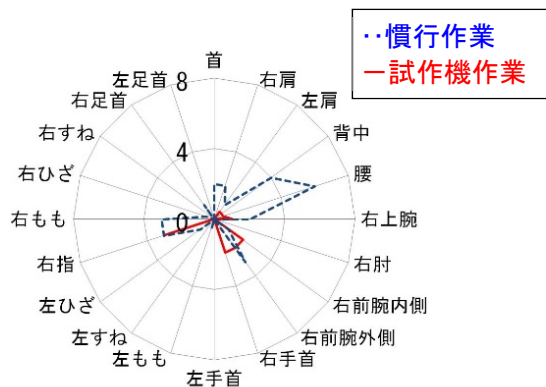 ‥慣行作業
－試作機作業
首
右肩
左肩
背中
腰
右上腕
右肘
右前腕内側
右前腕外側
右手首
左手首
左もも
左すね
左ひざ
右指
右もも
右ひざ
右すね
右足首
左足首
8
4
0